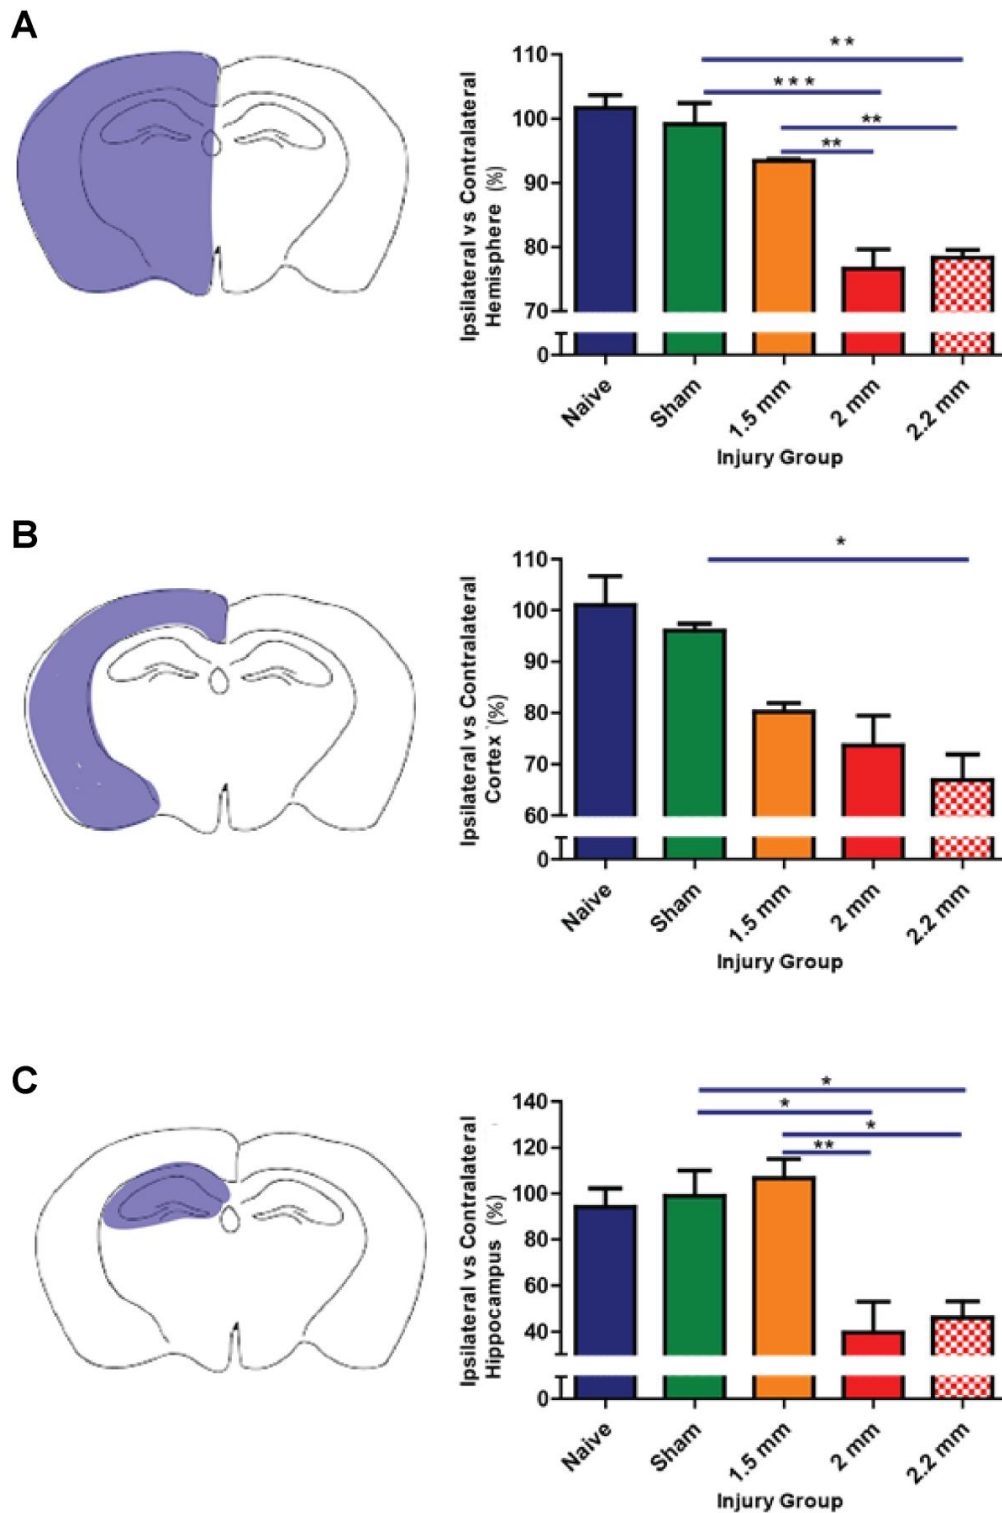 A
Ipsilateral vs Contralateral
Hemisphere (%)
110
100
90
80
70
0
**
***
**
**
Naive
Sham
1.5 mm
2 mm
2.2 mm
Injury Group
B
Ipsilateral vs Contralateral
Cortex (%)
110
100
90
80
70
60
0
*
Naive
Sham
1.5 mm
2 mm
2.2 mm
Injury Group
C
Ipsilateral vs Contralateral
Hippocampus (%)
140
120
100
80
60
40
0
*
*
*
**
Naive
Sham
1.5 mm
2 mm
2.2 mm
Injury Group